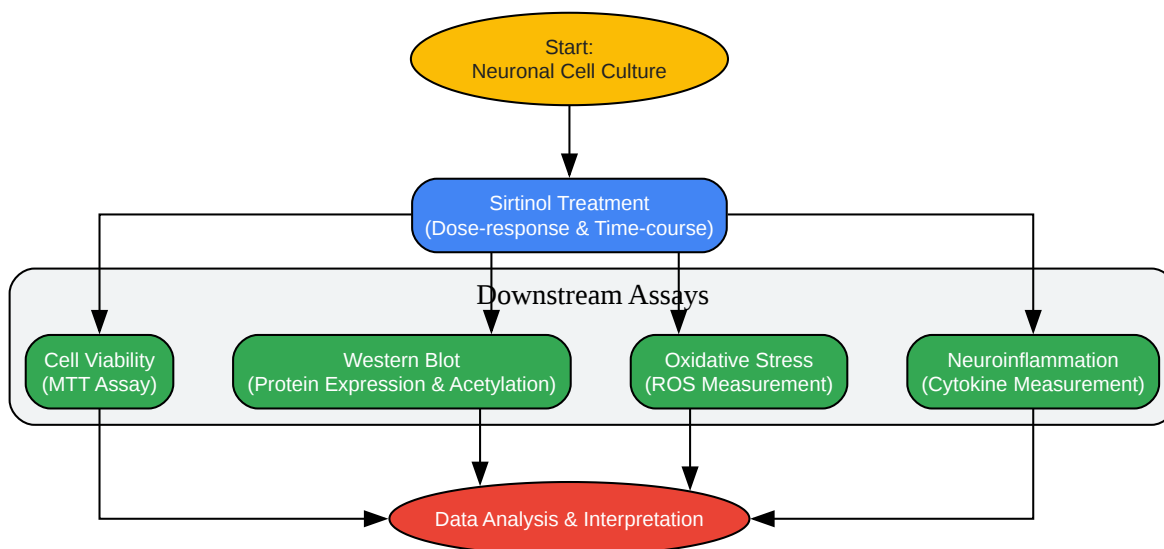 Start:
Neuronal Cell Culture
Sirtinol Treatment
(Dose-response & Time-course)
Downstream Assays
Cell Viability
(MTT Assay)
Western Blot
(Protein Expression & Acetylation)
Oxidative Stress
(ROS Measurement)
Neuroinflammation
(Cytokine Measurement)
Data Analysis & Interpretation